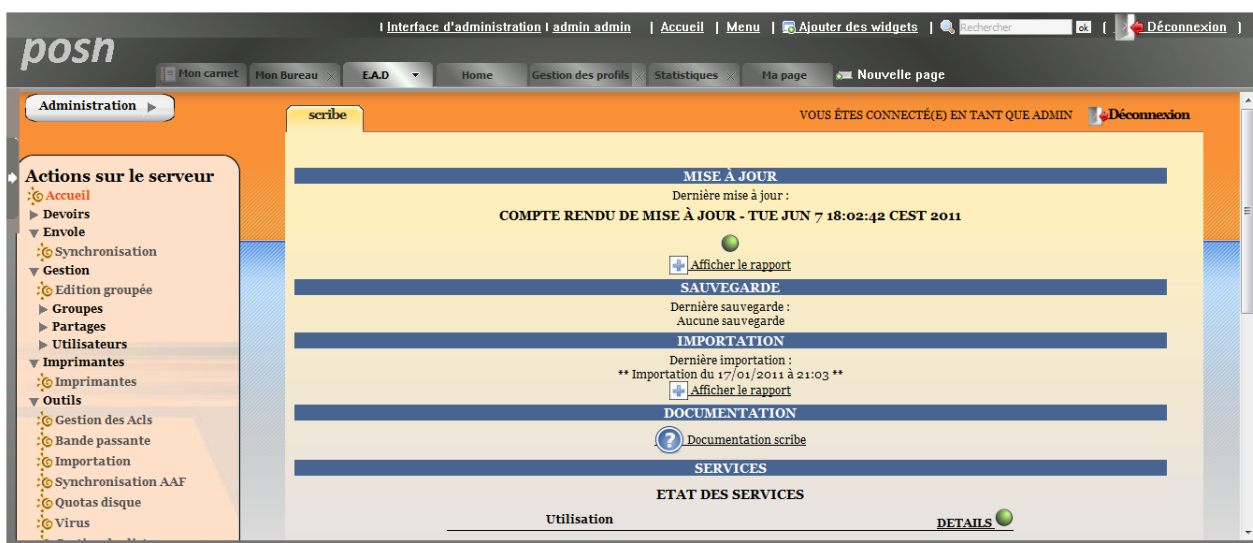 posn
| Interface d'administration | admin admin | Accueil | Menu | Ajouter des widgets | Rechercher ok [ Déconnexion ]
Mon carnet Mon Bureau E.A.D Home Gestion des profils Statistiques Ma page Nouvelle page
Administration
scribe
VOUS ÊTES CONNECTÉ(E) EN TANT QUE ADMIN Déconnexion
Actions sur le serveur
Accueil
Devoirs
Envole
Synchronisation
Gestion
Edition groupée
Groupes
Partages
Utilisateurs
Imprimantes
Imprimantes
Outils
Gestion des Acls
Bande passante
Importation
Synchronisation AAF
Quotas disque
Virus
MISE À JOUR
Dernière mise à jour :
COMPTE RENDU DE MISE À JOUR - TUE JUN 7 18:02:42 CEST 2011
Afficher le rapport
SAUVEGARDE
Dernière sauvegarde :
Aucune sauvegarde
IMPORTATION
Dernière importation :
** Importation du 17/01/2011 à 21:03 **
Afficher le rapport
DOCUMENTATION
Documentation scribe
SERVICES
ETAT DES SERVICES
Utilisation DETAILS